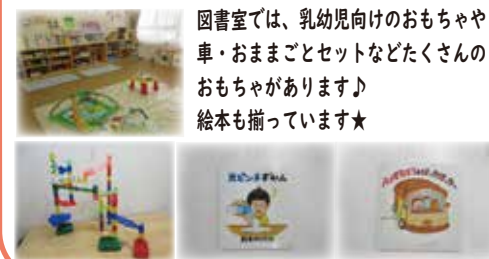 図書室では、乳幼児向けのおもちゃや
車・おままごとセットなどたくさんの
おもちゃがあります♪
絵本も揃っています★